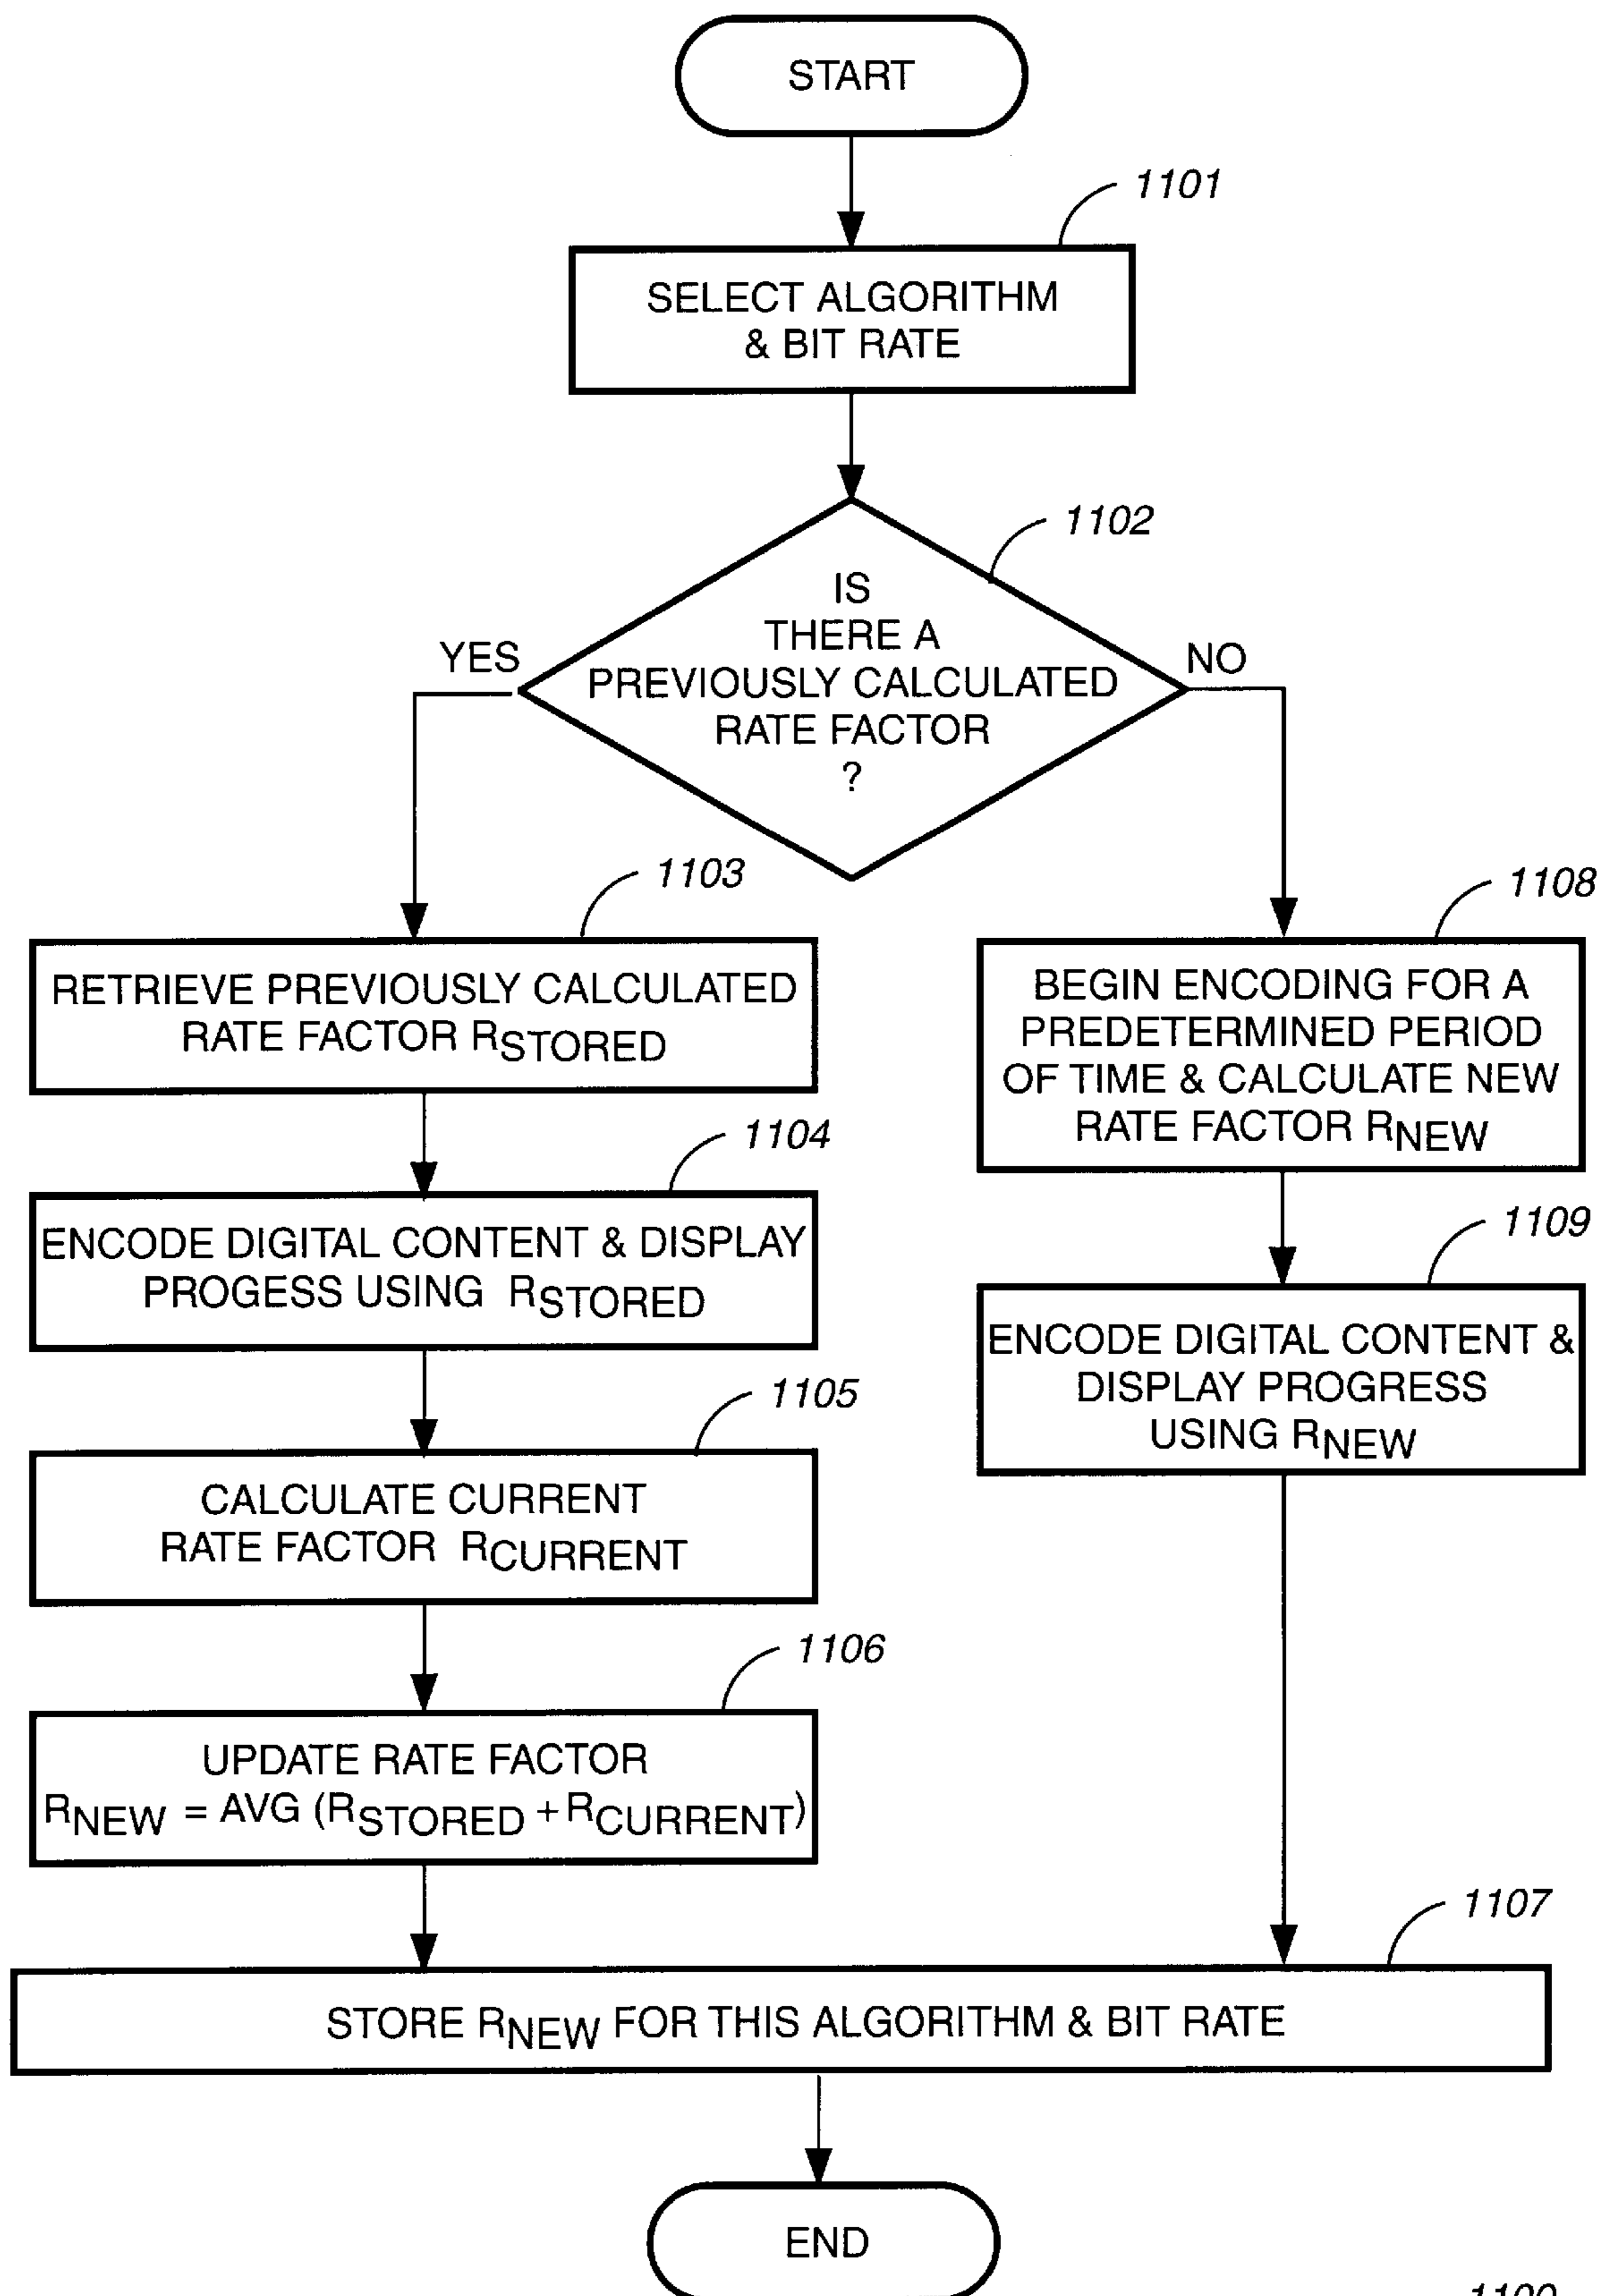 START
1101
SELECT ALGORITHM
& BIT RATE
1102
IS
THERE A
PREVIOUSLY CALCULATED
RATE FACTOR
?
YES
NO
1103
RETRIEVE PREVIOUSLY CALCULATED
RATE FACTOR RSTORED
1104
ENCODE DIGITAL CONTENT & DISPLAY
PROGESS USING RSTORED
1105
CALCULATE CURRENT
RATE FACTOR RCURRENT
1106
UPDATE RATE FACTOR
RNEW = AVG (RSTORED + RCURRENT)
1108
BEGIN ENCODING FOR A
PREDETERMINED PERIOD
OF TIME & CALCULATE NEW
RATE FACTOR RNEW
1109
ENCODE DIGITAL CONTENT &
DISPLAY PROGRESS
USING RNEW
1107
STORE RNEW FOR THIS ALGORITHM & BIT RATE
END